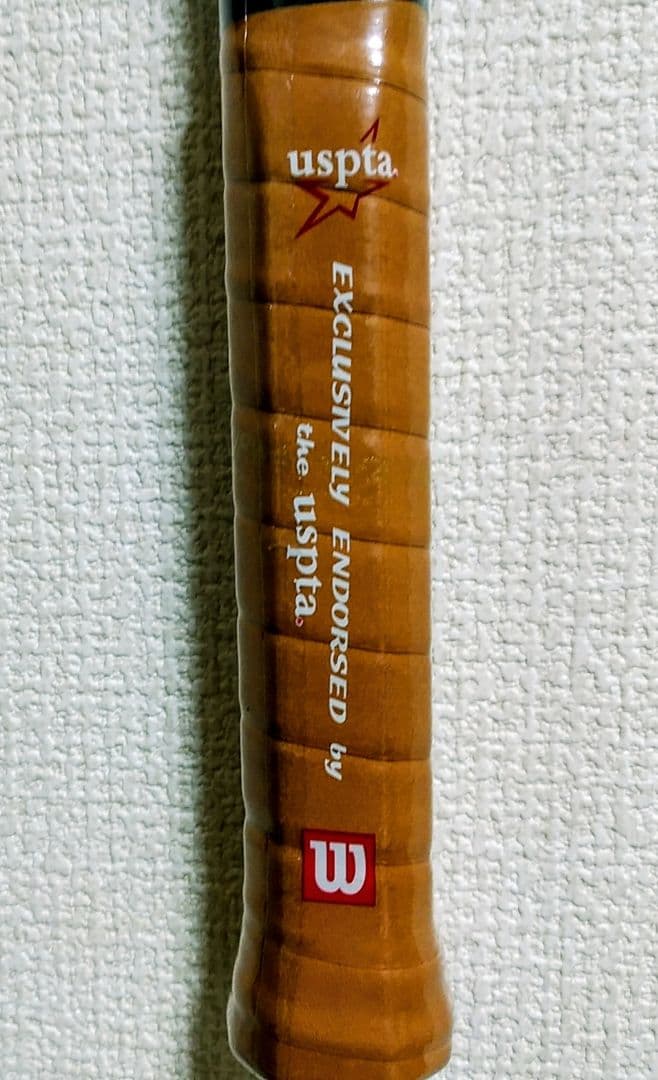 uspta
EXCLUSIVELY ENDORSED by
the uspta
W